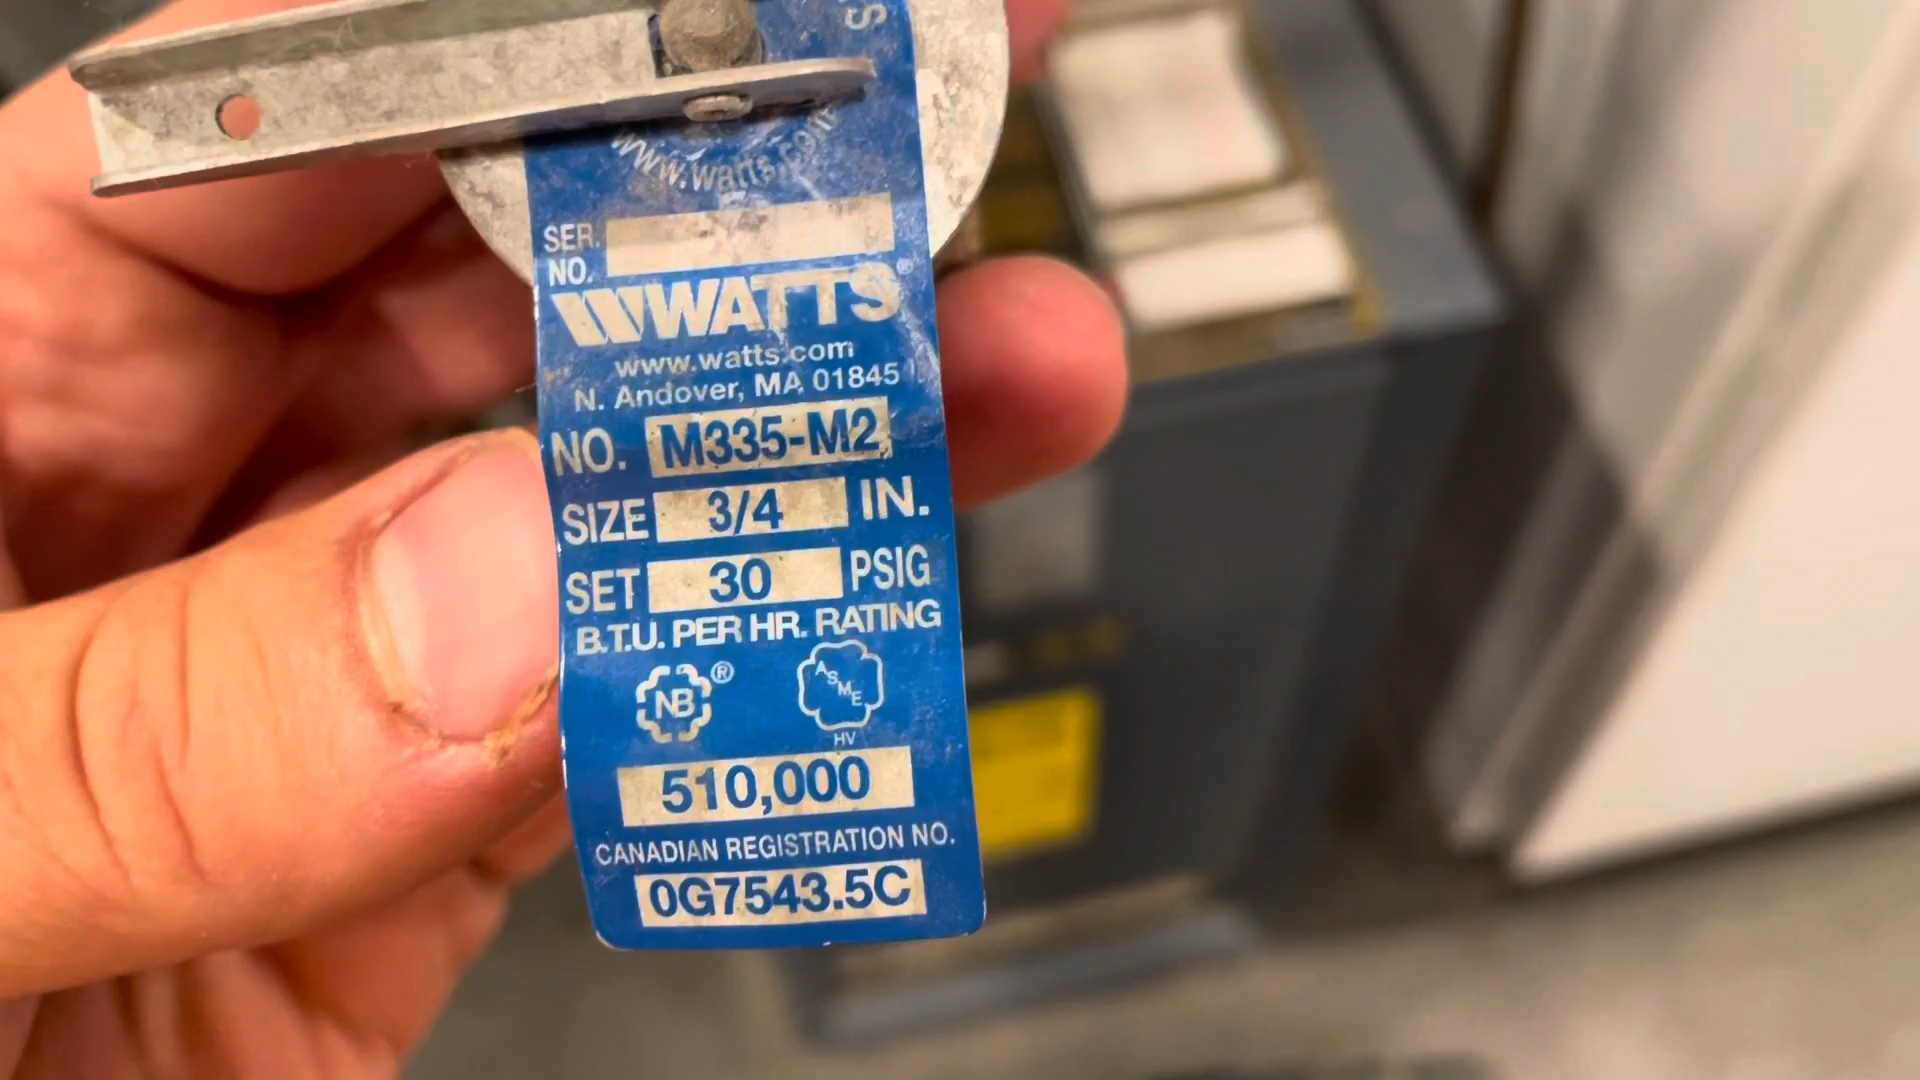 S
www.watts.com
SER.
NO.
WATTS®
www.watts.com
N. Andover, MA 01845
NO. M335-M2
SIZE 3/4 IN.
SET 30 PSIG
B.T.U. PER HR. RATING
NB® ASME
HV
510,000
CANADIAN REGISTRATION NO.
0G7543.5C